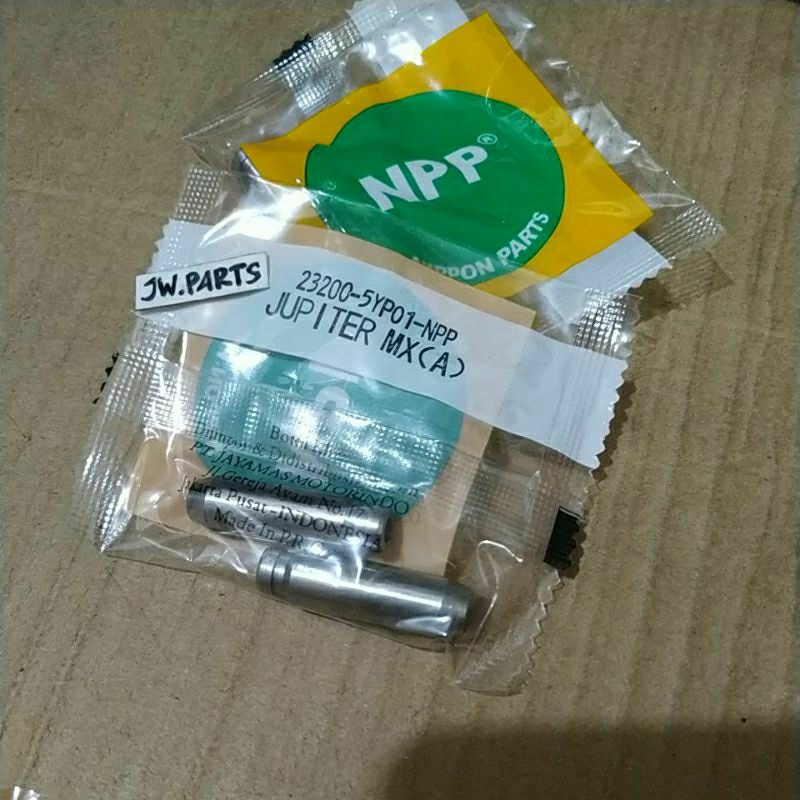 NPP®
NIPPON PARTS
JW.PARTS
23200-5YP01-NPP
JUPITER MX(A)
Diimpor &
PT. JAYAMAS MOTORINDO
Jl. Gereja Ayam No.17
Jakarta Pusat -INDONESIA
Made In P.R.C